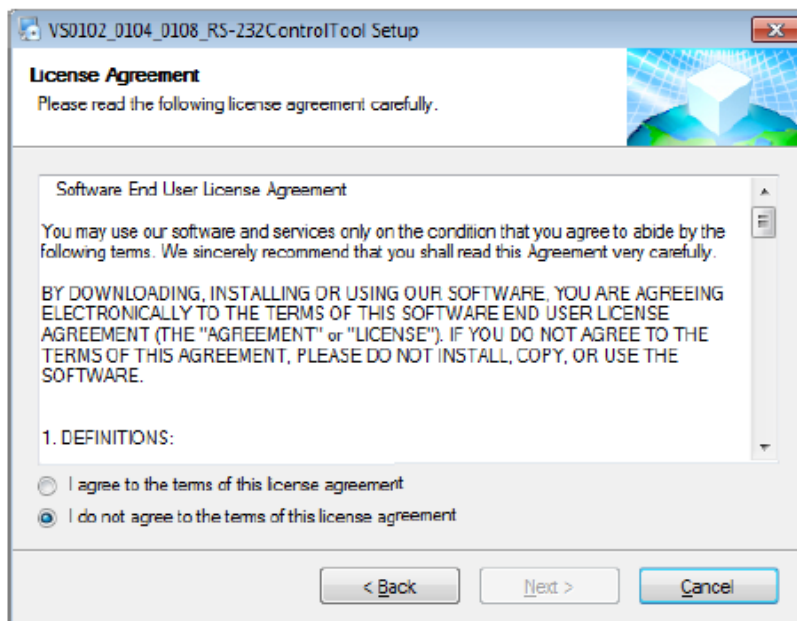 VS0102_0104_0108_RS-232ControlTool Setup
License Agreement
Please read the following license agreement carefully.
Software End User License Agreement
You may use our software and services only on the condition that you agree to abide by the
following terms. We sincerely recommend that you shall read this Agreement very carefully.
BY DOWNLOADING, INSTALLING OR USING OUR SOFTWARE, YOU ARE AGREEING
ELECTRONICALLY TO THE TERMS OF THIS SOFTWARE END USER LICENSE
AGREEMENT (THE "AGREEMENT" or "LICENSE"). IF YOU DO NOT AGREE TO THE
TERMS OF THIS AGREEMENT, PLEASE DO NOT INSTALL, COPY, OR USE THE
SOFTWARE.
1. DEFINITIONS:
I agree to the terms of this license agreement
I do not agree to the terms of this license agreement
< Back
Next >
Cancel